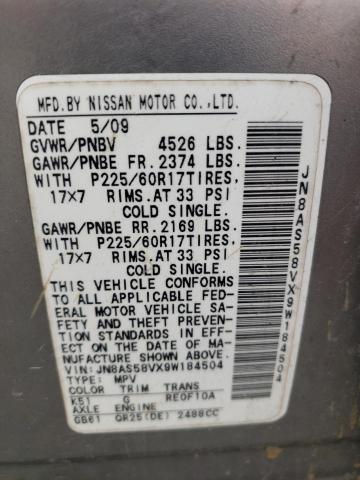 MFD.BY NISSAN MOTOR CO.,LTD.
DATE 5/09
GVWR/PNBV 4526 LBS.
GAWR/PNBE FR. 2374 LBS.
WITH P225/60R17TIRES,
17×7 RIMS.AT 33 PSI
COLD SINGLE.
GAWR/PNBE RR. 2169 LBS.
WITH P225/60R17TIRES,
17×7 RIMS.AT 33 PSI
COLD SINGLE.
THIS VEHICLE CONFORMS
TO ALL APPLICABLE FED-
ERAL MOTOR VEHICLE SA-
FETY AND THEFT PREVEN-
TION STANDARDS IN EFF-
ECT ON THE DATE OF MA-
NUFACTURE SHOWN ABOVE.
VIN:JN8AS58VX9W184504
TYPE: MPV
COLOR TRIM TRANS
K51 G RE0F10A
AXLE ENGINE
GB61 QR25(DE) 2488CC
JN8AS58VX9W184504